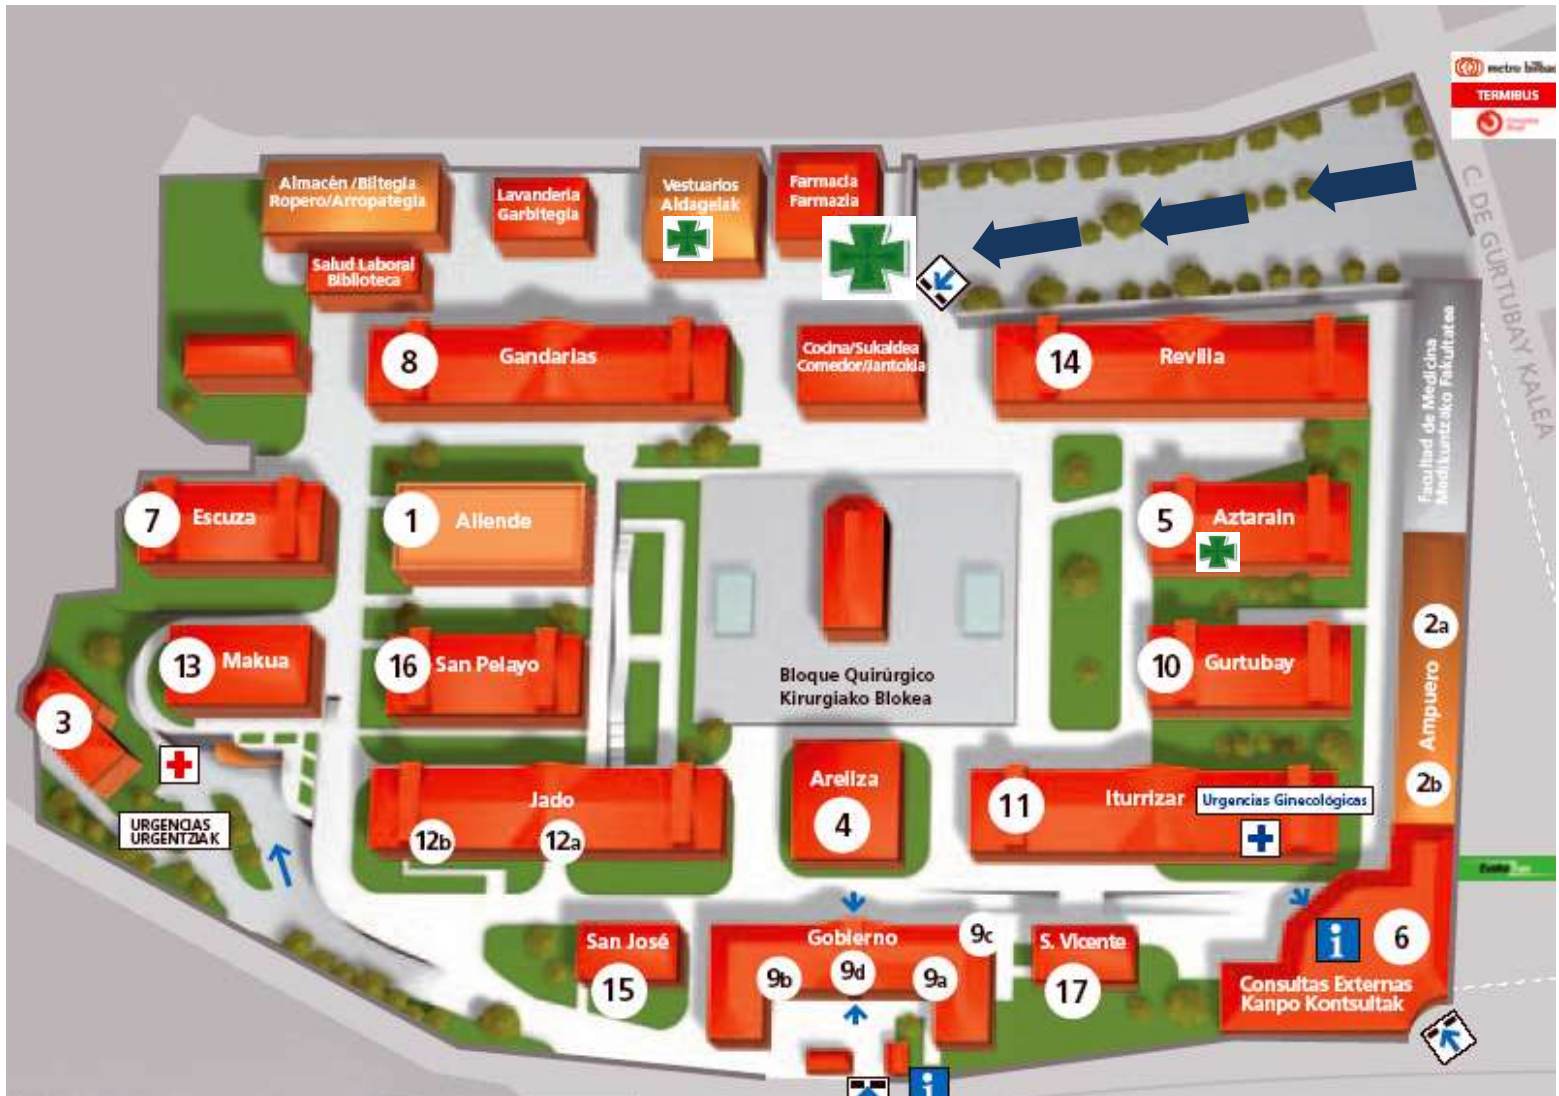 metro bilbao
TERMIBUS
C. DE GURTUBAY KALEA
Almacén /Biltegia
Ropero/Arropategia
Lavandería
Garbitegia
Vestuarios
Aldagelak
Farmacia
Farmazia
Salud Laboral
Biblioteca
8
Gandarias
Cocina/Sukaldea
Comedor/Jantokia
14
Revilla
Facultad de Medicina
Medikuntzako Fakultatea
7
Escuza
1
Allende
5
Aztarain
13
Makua
16
San Pelayo
Bloque Quirúrgico
Kirurgiako Blokea
10
Gurtubay
2a
Ampuero
2b
3
URGENCIAS
URGENTZIAK
Jado
12b
12a
Areilza
4
11
Iturrizar
Urgencias Ginecológicas
San José
15
Gobierno
9c
9b
9d
9a
S. Vicente
17
i
6
Consultas Externas
Kanpo Kontsultak
i